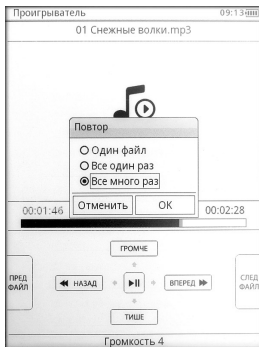 Проигрыватель 09:13
01 Снежные волки.mp3
Повтор
Один файл
Все один раз
Все много раз
Отменить OK
00:01:46 00:02:28
ГРОМЧЕ
ПРЕД
ФАЙЛ
НАЗАД
ВПЕРЕД
СЛЕД
ФАЙЛ
ТИШЕ
Громкость 4